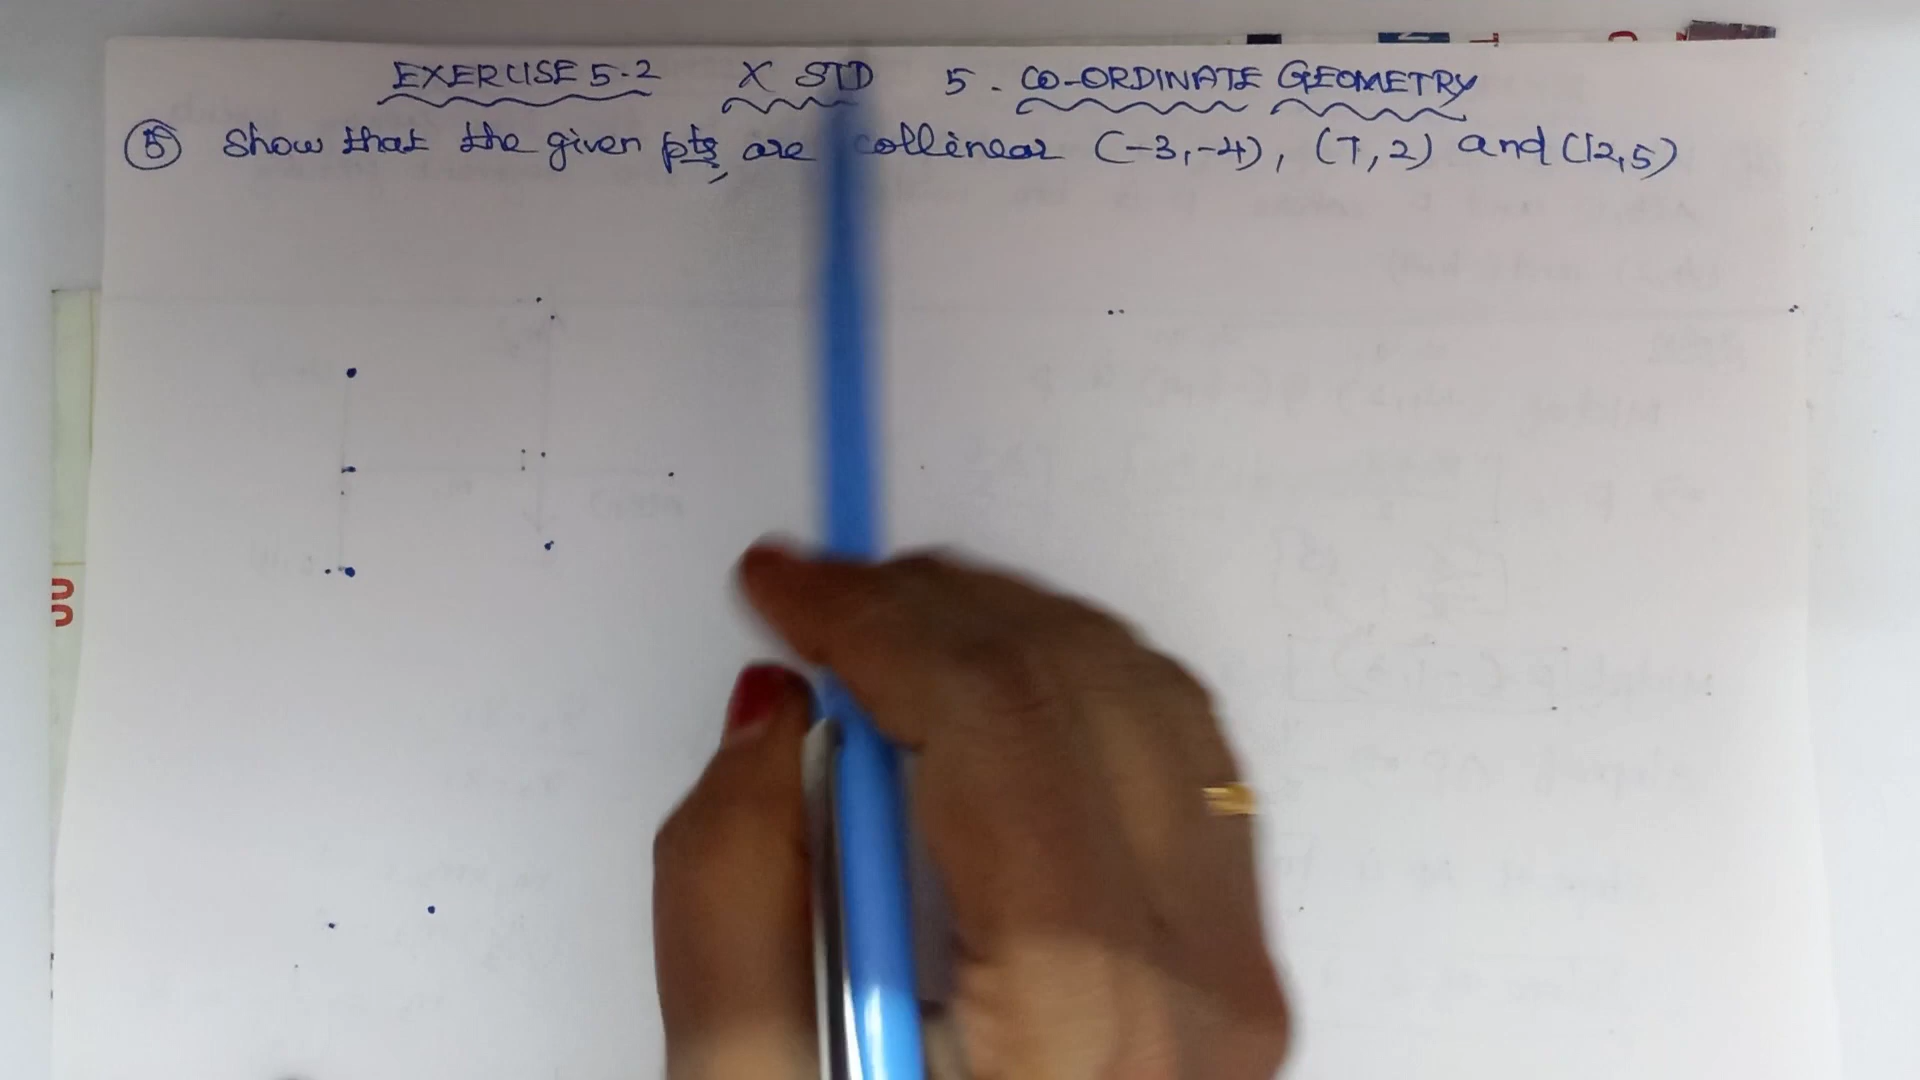 EXERCISE 5.2 X STD 5. CO-ORDINATE GEOMETRY
⑤ Show that the given pts, are collinear (-3,-4), (7,2) and (12,5)